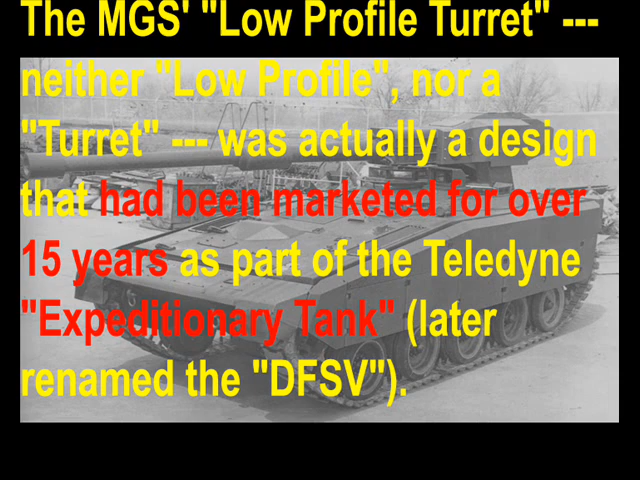 The MGS' "Low Profile Turret" ---
neither "Low Profile", nor a
"Turret" --- was actually a design
that had been marketed for over
15 years as part of the Teledyne
"Expeditionary Tank" (later
renamed the "DFSV").